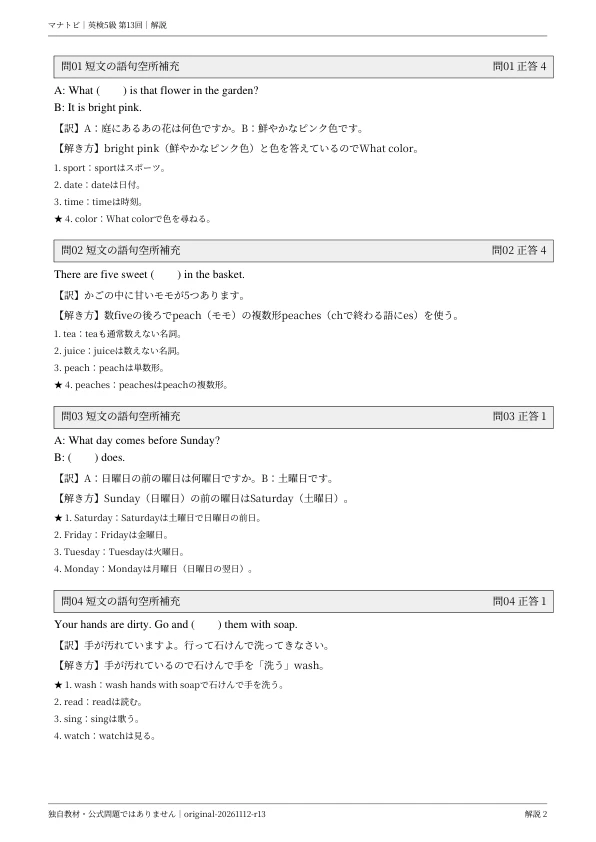 マナトビ｜英検5級 第13回｜解説
問01 短文の語句空所補充 問01 正答 4
A: What (　　) is that flower in the garden?
B: It is bright pink.
【訳】A：庭にあるあの花は何色ですか。B：鮮やかなピンク色です。
【解き方】bright pink（鮮やかなピンク色）と色を答えているのでWhat color。
1. sport：sportはスポーツ。
2. date：dateは日付。
3. time：timeは時刻。
★ 4. color：What colorで色を尋ねる。
問02 短文の語句空所補充 問02 正答 4
There are five sweet (　　) in the basket.
【訳】かごの中に甘いモモが5つあります。
【解き方】数fiveの後ろでpeach（モモ）の複数形peaches（chで終わる語にes）を使う。
1. tea：teaも通常数えない名詞。
2. juice：juiceは数えない名詞。
3. peach：peachは単数形。
★ 4. peaches：peachesはpeachの複数形。
問03 短文の語句空所補充 問03 正答 1
A: What day comes before Sunday?
B: (　　) does.
【訳】A：日曜日の前の曜日は何曜日ですか。B：土曜日です。
【解き方】Sunday（日曜日）の前の曜日はSaturday（土曜日）。
★ 1. Saturday：Saturdayは土曜日で日曜日の前日。
2. Friday：Fridayは金曜日。
3. Tuesday：Tuesdayは火曜日。
4. Monday：Mondayは月曜日（日曜日の翌日）。
問04 短文の語句空所補充 問04 正答 1
Your hands are dirty. Go and (　　) them with soap.
【訳】手が汚れていますよ。行って石けんで洗ってきなさい。
【解き方】手が汚れているので石けんで手を「洗う」wash。
★ 1. wash：wash hands with soapで石けんで手を洗う。
2. read：readは読む。
3. sing：singは歌う。
4. watch：watchは見る。
独自教材・公式問題ではありません｜original-20261112-r13 解説 2